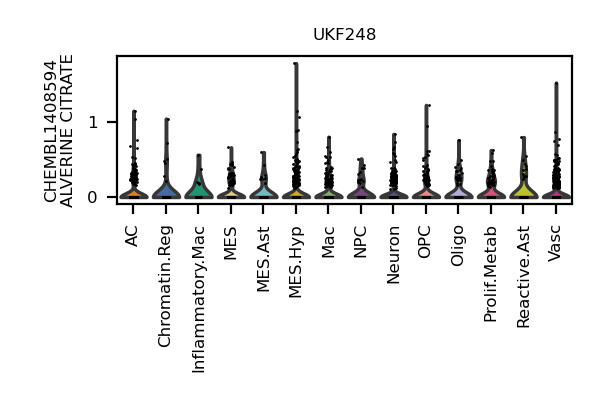 UKF248
CHEMBL1408594
ALVERINE CITRATE
1
0
AC
Chromatin.Reg
Inflammatory.Mac
MES
MES.Ast
MES.Hyp
Mac
NPC
Neuron
OPC
Oligo
Prolif.Metab
Reactive.Ast
Vasc